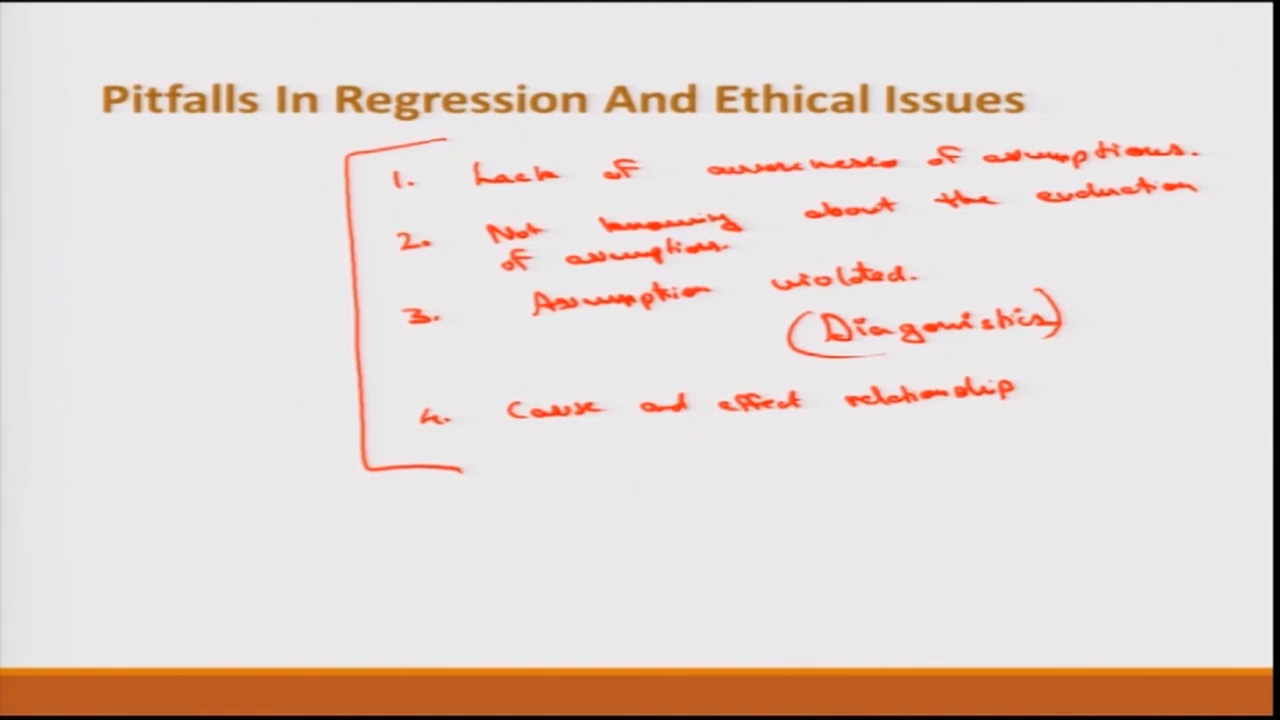 Pitfalls In Regression And Ethical Issues
1. Lack of awareness of assumptions.
2. Not knowing about the evaluation
of assumptions.
3. Assumption violated.
(Diagonistics)
4. Cause and effect relationship